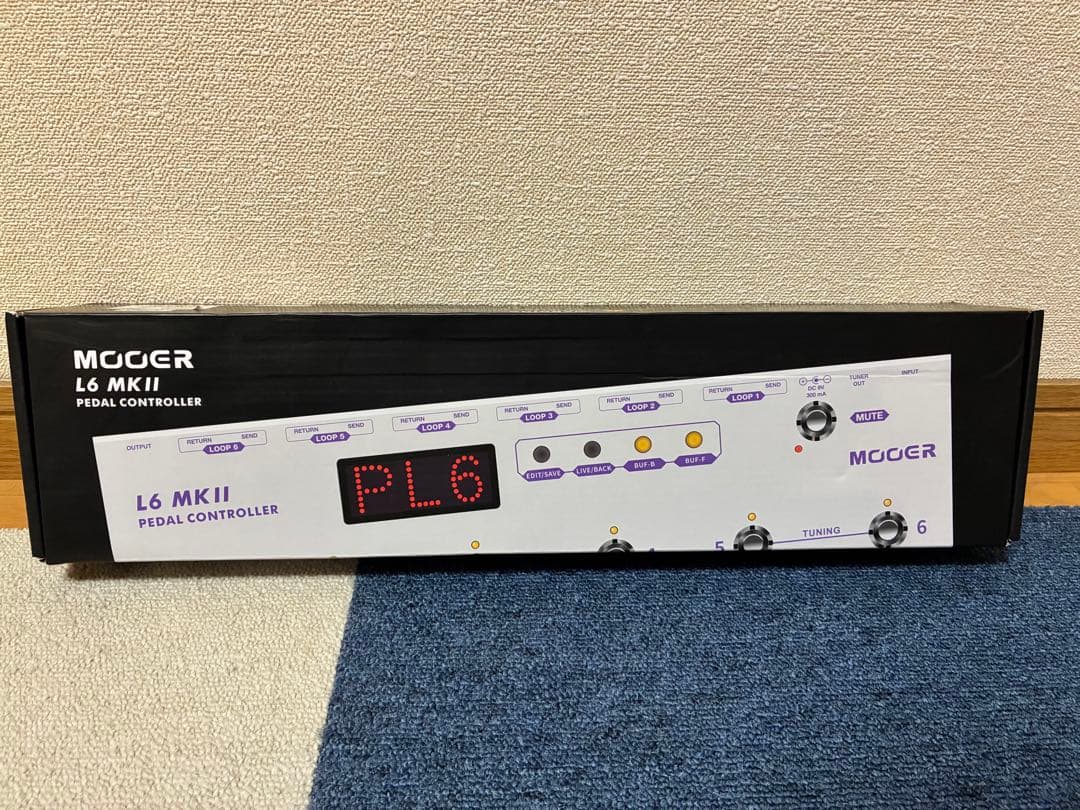 MOOER
L6 MKII
PEDAL CONTROLLER
OUTPUT
RETURN SEND
LOOP 6
RETURN SEND
LOOP 5
RETURN SEND
LOOP 4
RETURN SEND
LOOP 3
RETURN SEND
LOOP 2
RETURN SEND
LOOP 1
DC 9V
300 mA
TUNER
OUT
INPUT
MUTE
MOOER
PL6
EDIT/SAVE
LIVE/BACK
BUF-B
BUF-F
L6 MKII
PEDAL CONTROLLER
5
TUNING
6